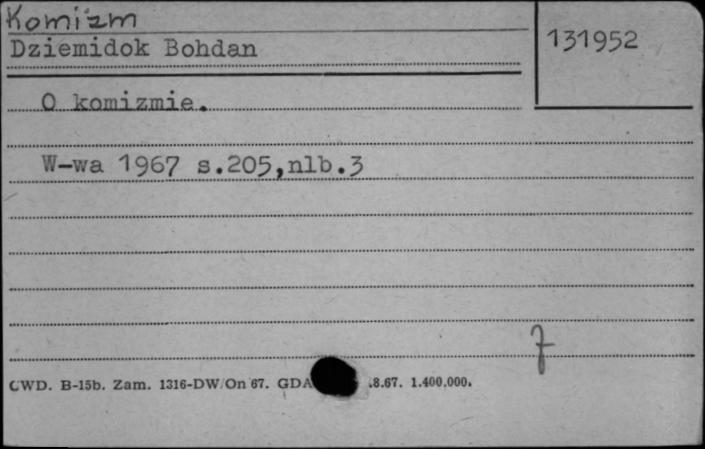 Komizm
Dziemidok Bohdan
131952
O komizmie.
W-wa 1967 s.205,nlb.3
7
CWD. B-15b. Zam. 1316-DW/On 67. GDA .8.67. 1.400.000.